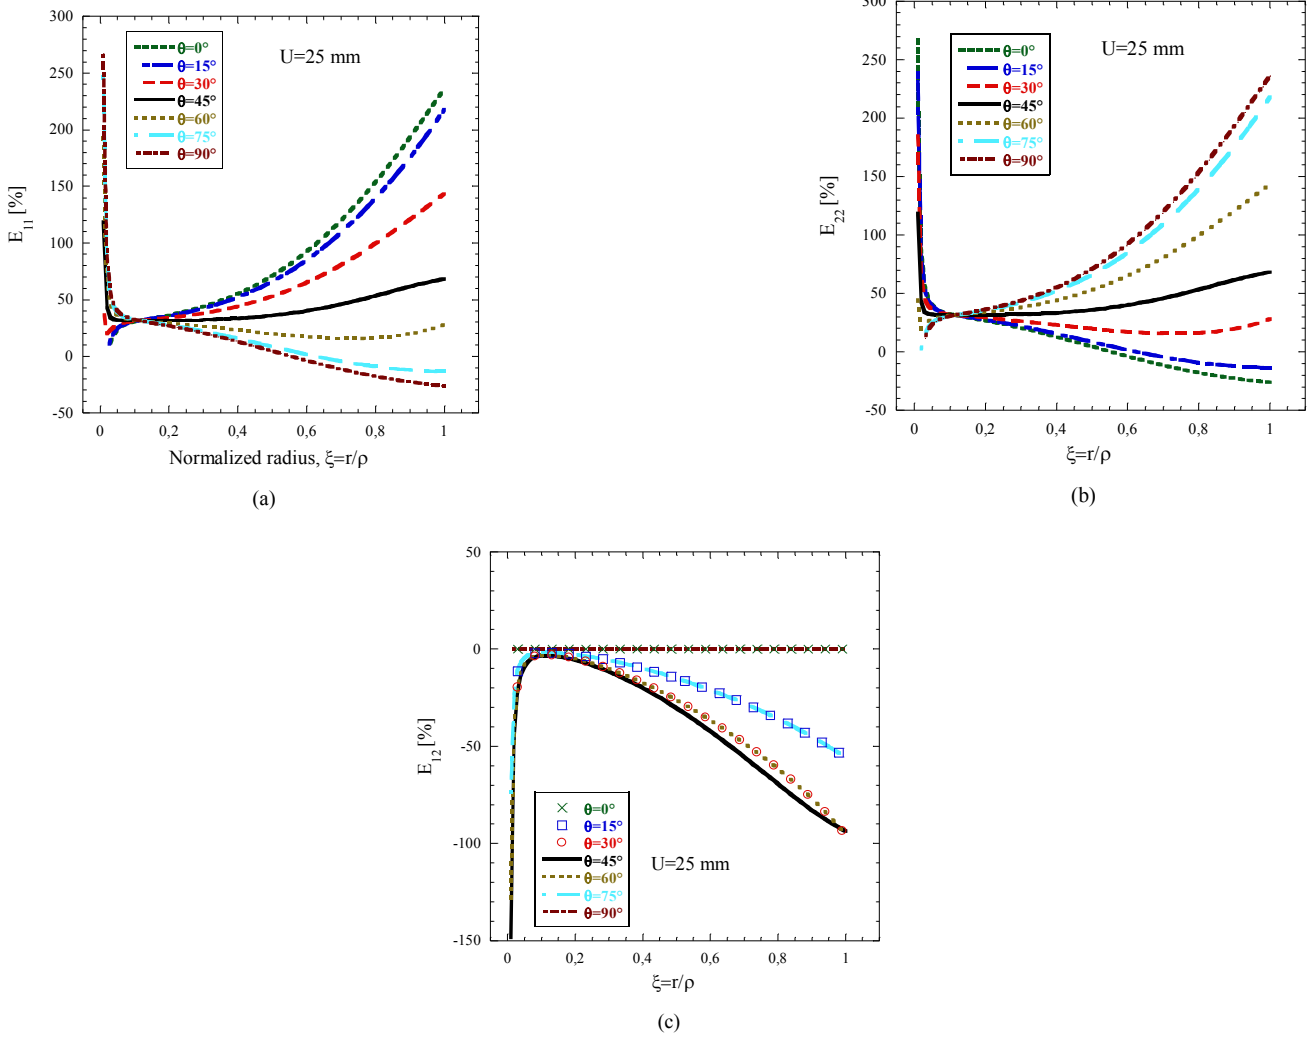 300
250
200
150
100
50
0
-50
E11 [%]
θ=0°
θ=15°
θ=30°
θ=45°
θ=60°
θ=75°
θ=90°
U=25 mm
0 0,2 0,4 0,6 0,8 1
Normalized radius, ξ=r/ρ
(a)
300
250
200
150
100
50
0
-50
E22 [%]
θ=0°
θ=15°
θ=30°
θ=45°
θ=60°
θ=75°
θ=90°
U=25 mm
0 0,2 0,4 0,6 0,8 1
ξ=r/ρ
(b)
50
0
-50
-100
-150
E12 [%]
θ=0°
θ=15°
θ=30°
θ=45°
θ=60°
θ=75°
θ=90°
U=25 mm
0 0,2 0,4 0,6 0,8 1
ξ=r/ρ
(c)